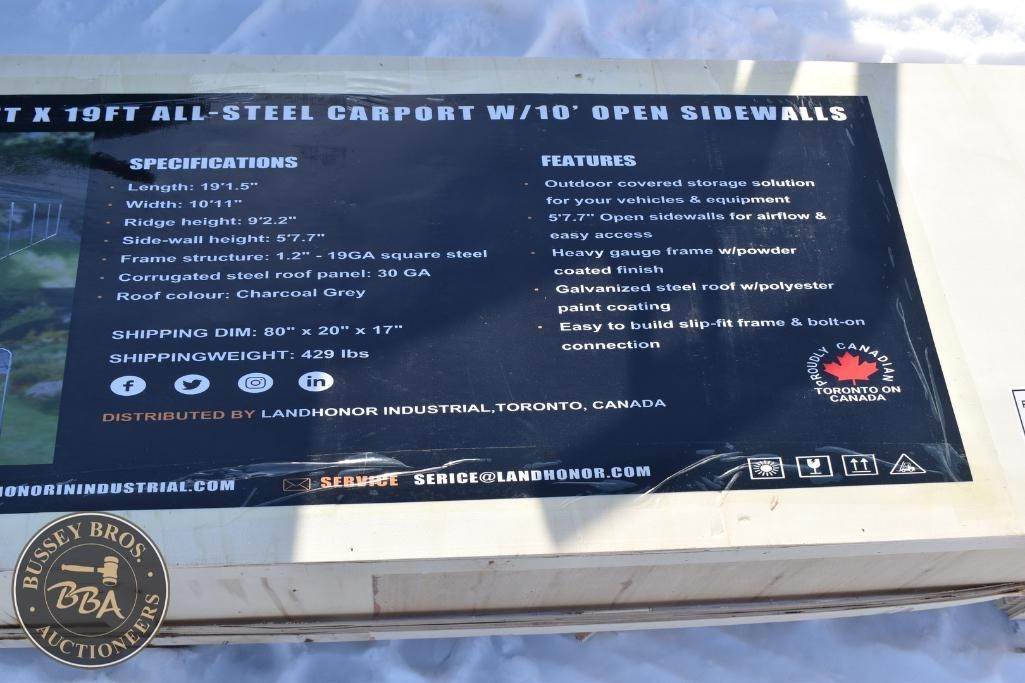 T X 19FT ALL-STEEL CARPORT W/10' OPEN SIDEWALLS
SPECIFICATIONS
· Length: 19'1.5"
· Width: 10'11"
· Ridge height: 9'2.2"
· Side-wall height: 5'7.7"
· Frame structure: 1.2" - 19GA square steel
· Corrugated steel roof panel: 30 GA
· Roof colour: Charcoal Grey
SHIPPING DIM: 80" x 20" x 17"
SHIPPINGWEIGHT: 429 lbs
DISTRIBUTED BY LANDHONOR INDUSTRIAL,TORONTO, CANADA
FEATURES
· Outdoor covered storage solution
for your vehicles & equipment
· 5'7.7" Open sidewalls for airflow &
easy access
· Heavy gauge frame w/powder
coated finish
· Galvanized steel roof w/polyester
paint coating
· Easy to build slip-fit frame & bolt-on
connection
PROUDLY CANADIAN
TORONTO ON
CANADA
HONORININDUSTRIAL.COM
SERVICE SERICE@LANDHONOR.COM
BUSSEY BROS.
BBA
AUCTIONEERS